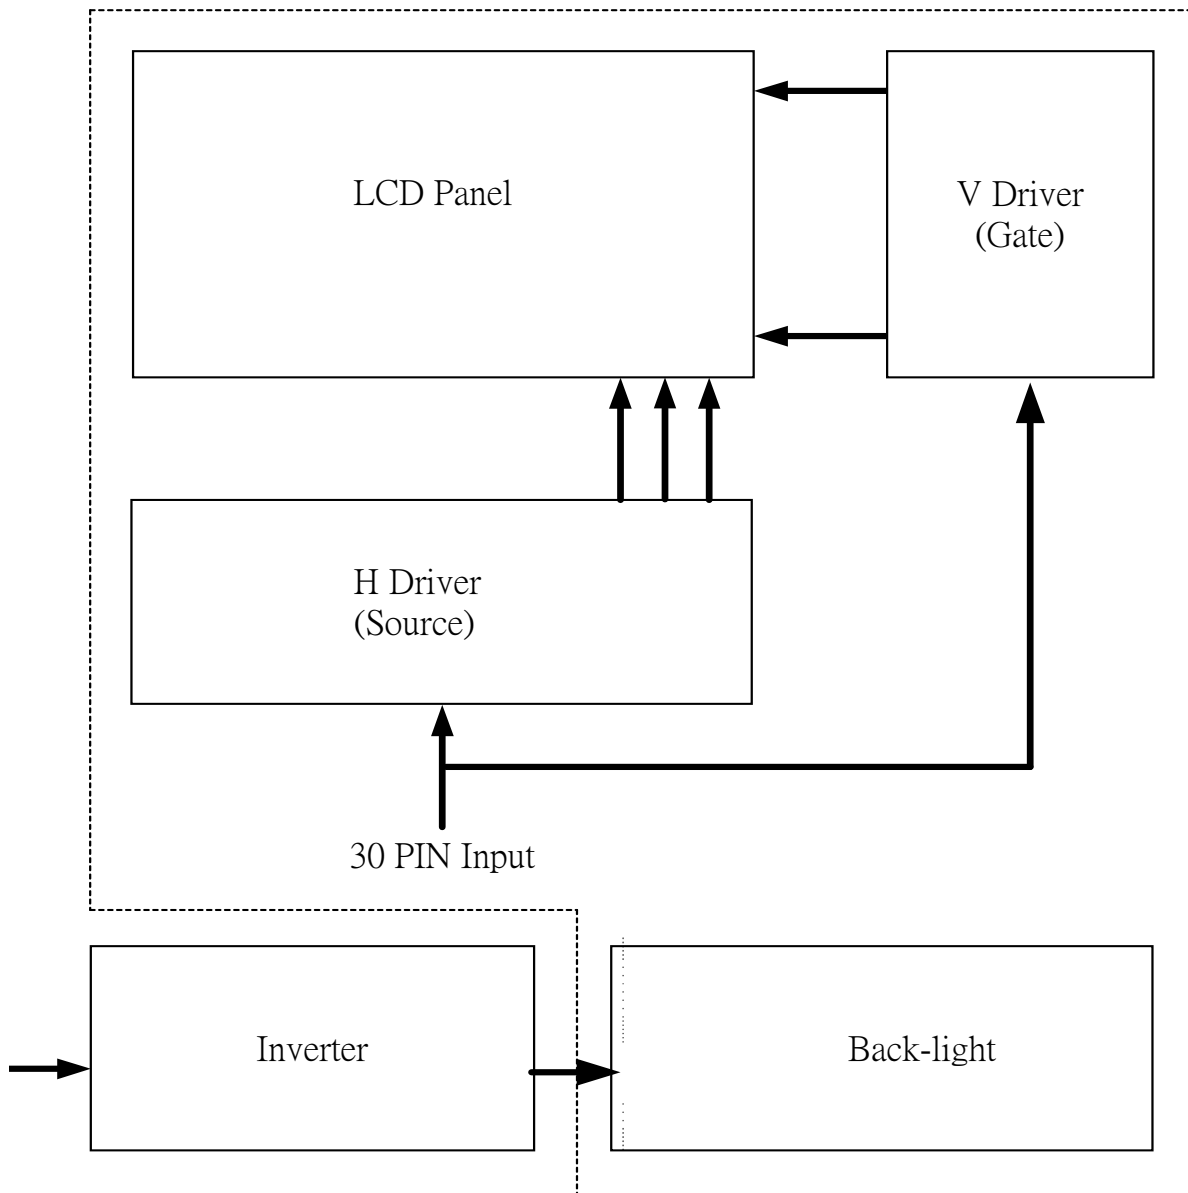 LCD Panel
V Driver
(Gate)
H Driver
(Source)
30 PIN Input
Inverter
Back-light